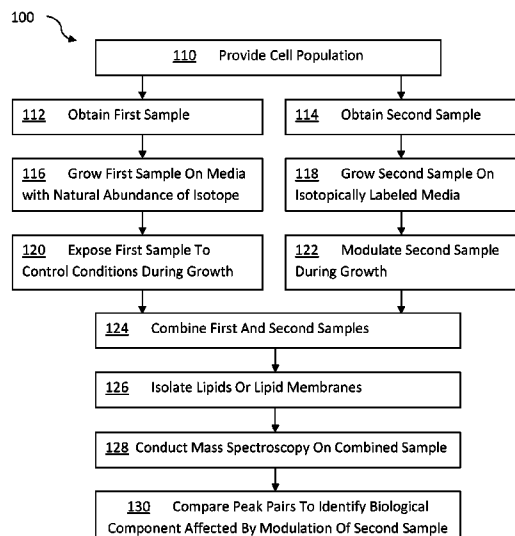 100
110 Provide Cell Population
112 Obtain First Sample
114 Obtain Second Sample
116 Grow First Sample On Media
with Natural Abundance of Isotope
118 Grow Second Sample On
Isotopically Labeled Media
120 Expose First Sample To
Control Conditions During Growth
122 Modulate Second Sample
During Growth
124 Combine First And Second Samples
126 Isolate Lipids Or Lipid Membranes
128 Conduct Mass Spectroscopy On Combined Sample
130 Compare Peak Pairs To Identify Biological
Component Affected By Modulation Of Second Sample